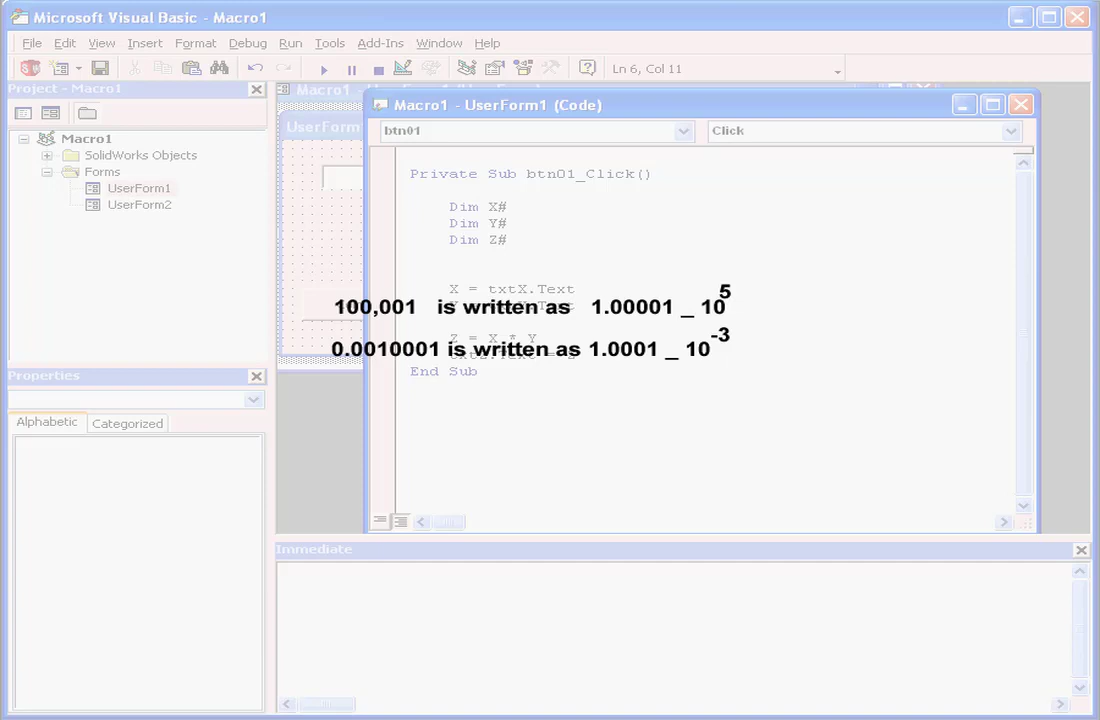 Microsoft Visual Basic - Macro1
File Edit View Insert Format Debug Run Tools Add-Ins Window Help
Ln 6, Col 11
Project - Macro1
Macro1
SolidWorks Objects
Forms
UserForm1
UserForm2
Properties
Alphabetic Categorized
Macro1 - UserForm1 (Code)
btn01 Click
Private Sub btn01_Click()
Dim X#
Dim Y#
Dim Z#
X = txtX.Text
100,001 is written as 1.00001 _ 10 5
Z = X * Y
0.0010001 is written as 1.0001 _ 10 -3
End Sub
UserForm
Immediate